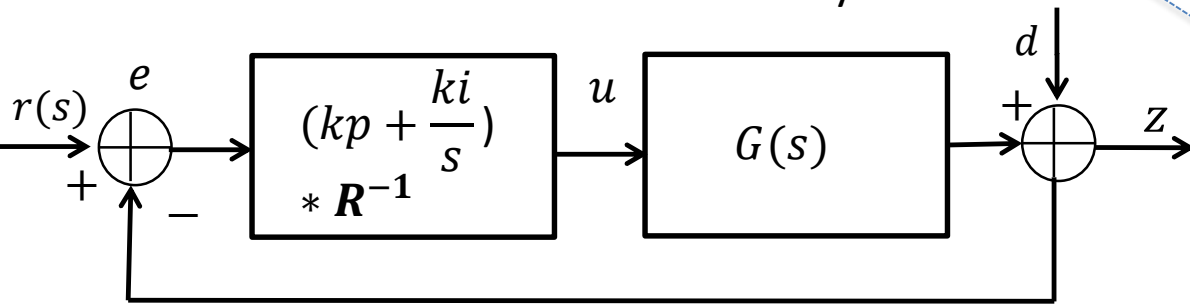 d
e
r(s)
(kp + ki/s)
* R⁻¹
u
G(s)
+
z
+
−